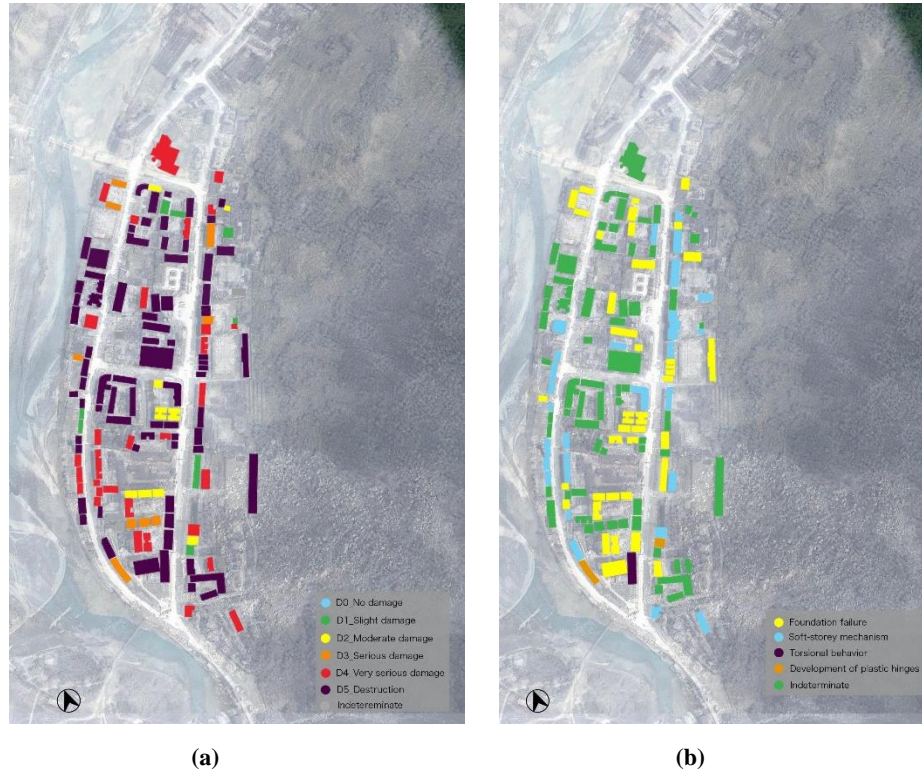 D0_No damage
D1_Slight damage
D2_Moderate damage
D3_Serious damage
D4_Very serious damage
D5_Destruction
Indetereminate
Foundation failure
Soft-storey mechanism
Torsional behavior
Development of plastic hinges
Indeterminate
(a)
(b)